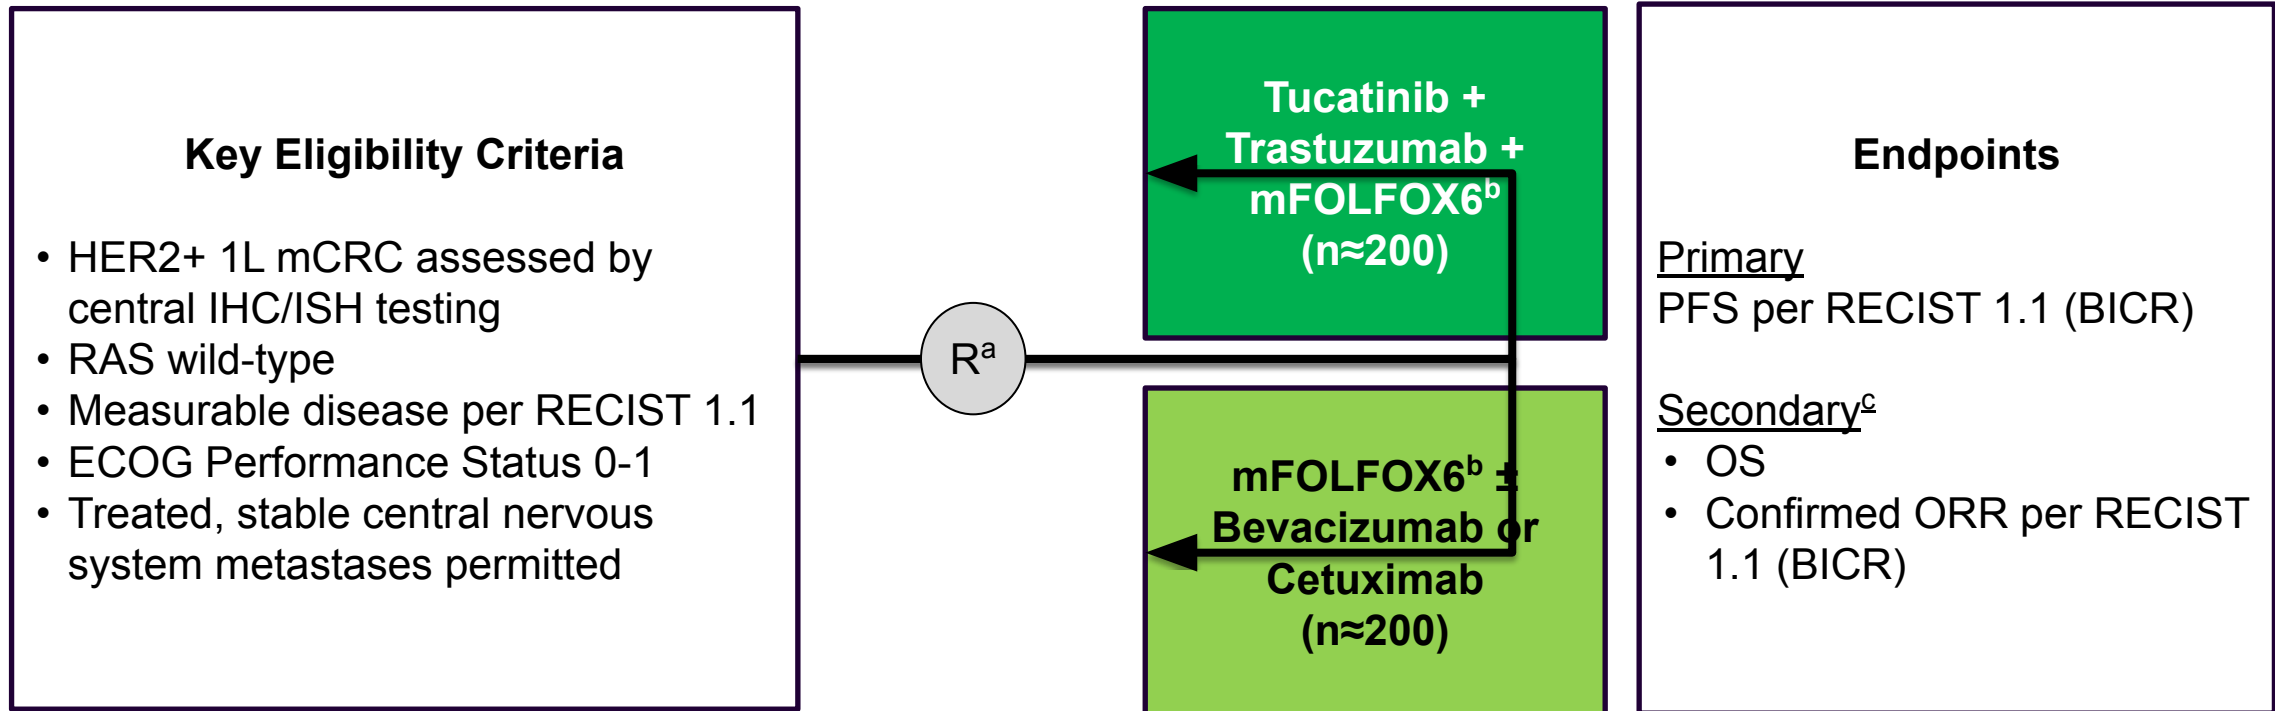 Key Eligibility Criteria
• HER2+ 1L mCRC assessed by
central IHC/ISH testing
• RAS wild-type
• Measurable disease per RECIST 1.1
• ECOG Performance Status 0-1
• Treated, stable central nervous
system metastases permitted
Rᵃ
Tucatinib +
Trastuzumab +
mFOLFOX6ᵇ
(n≈200)
mFOLFOX6ᵇ ±
Bevacizumab or
Cetuximab
(n≈200)
Endpoints
Primary
PFS per RECIST 1.1 (BICR)
Secondaryᶜ
• OS
• Confirmed ORR per RECIST
1.1 (BICR)